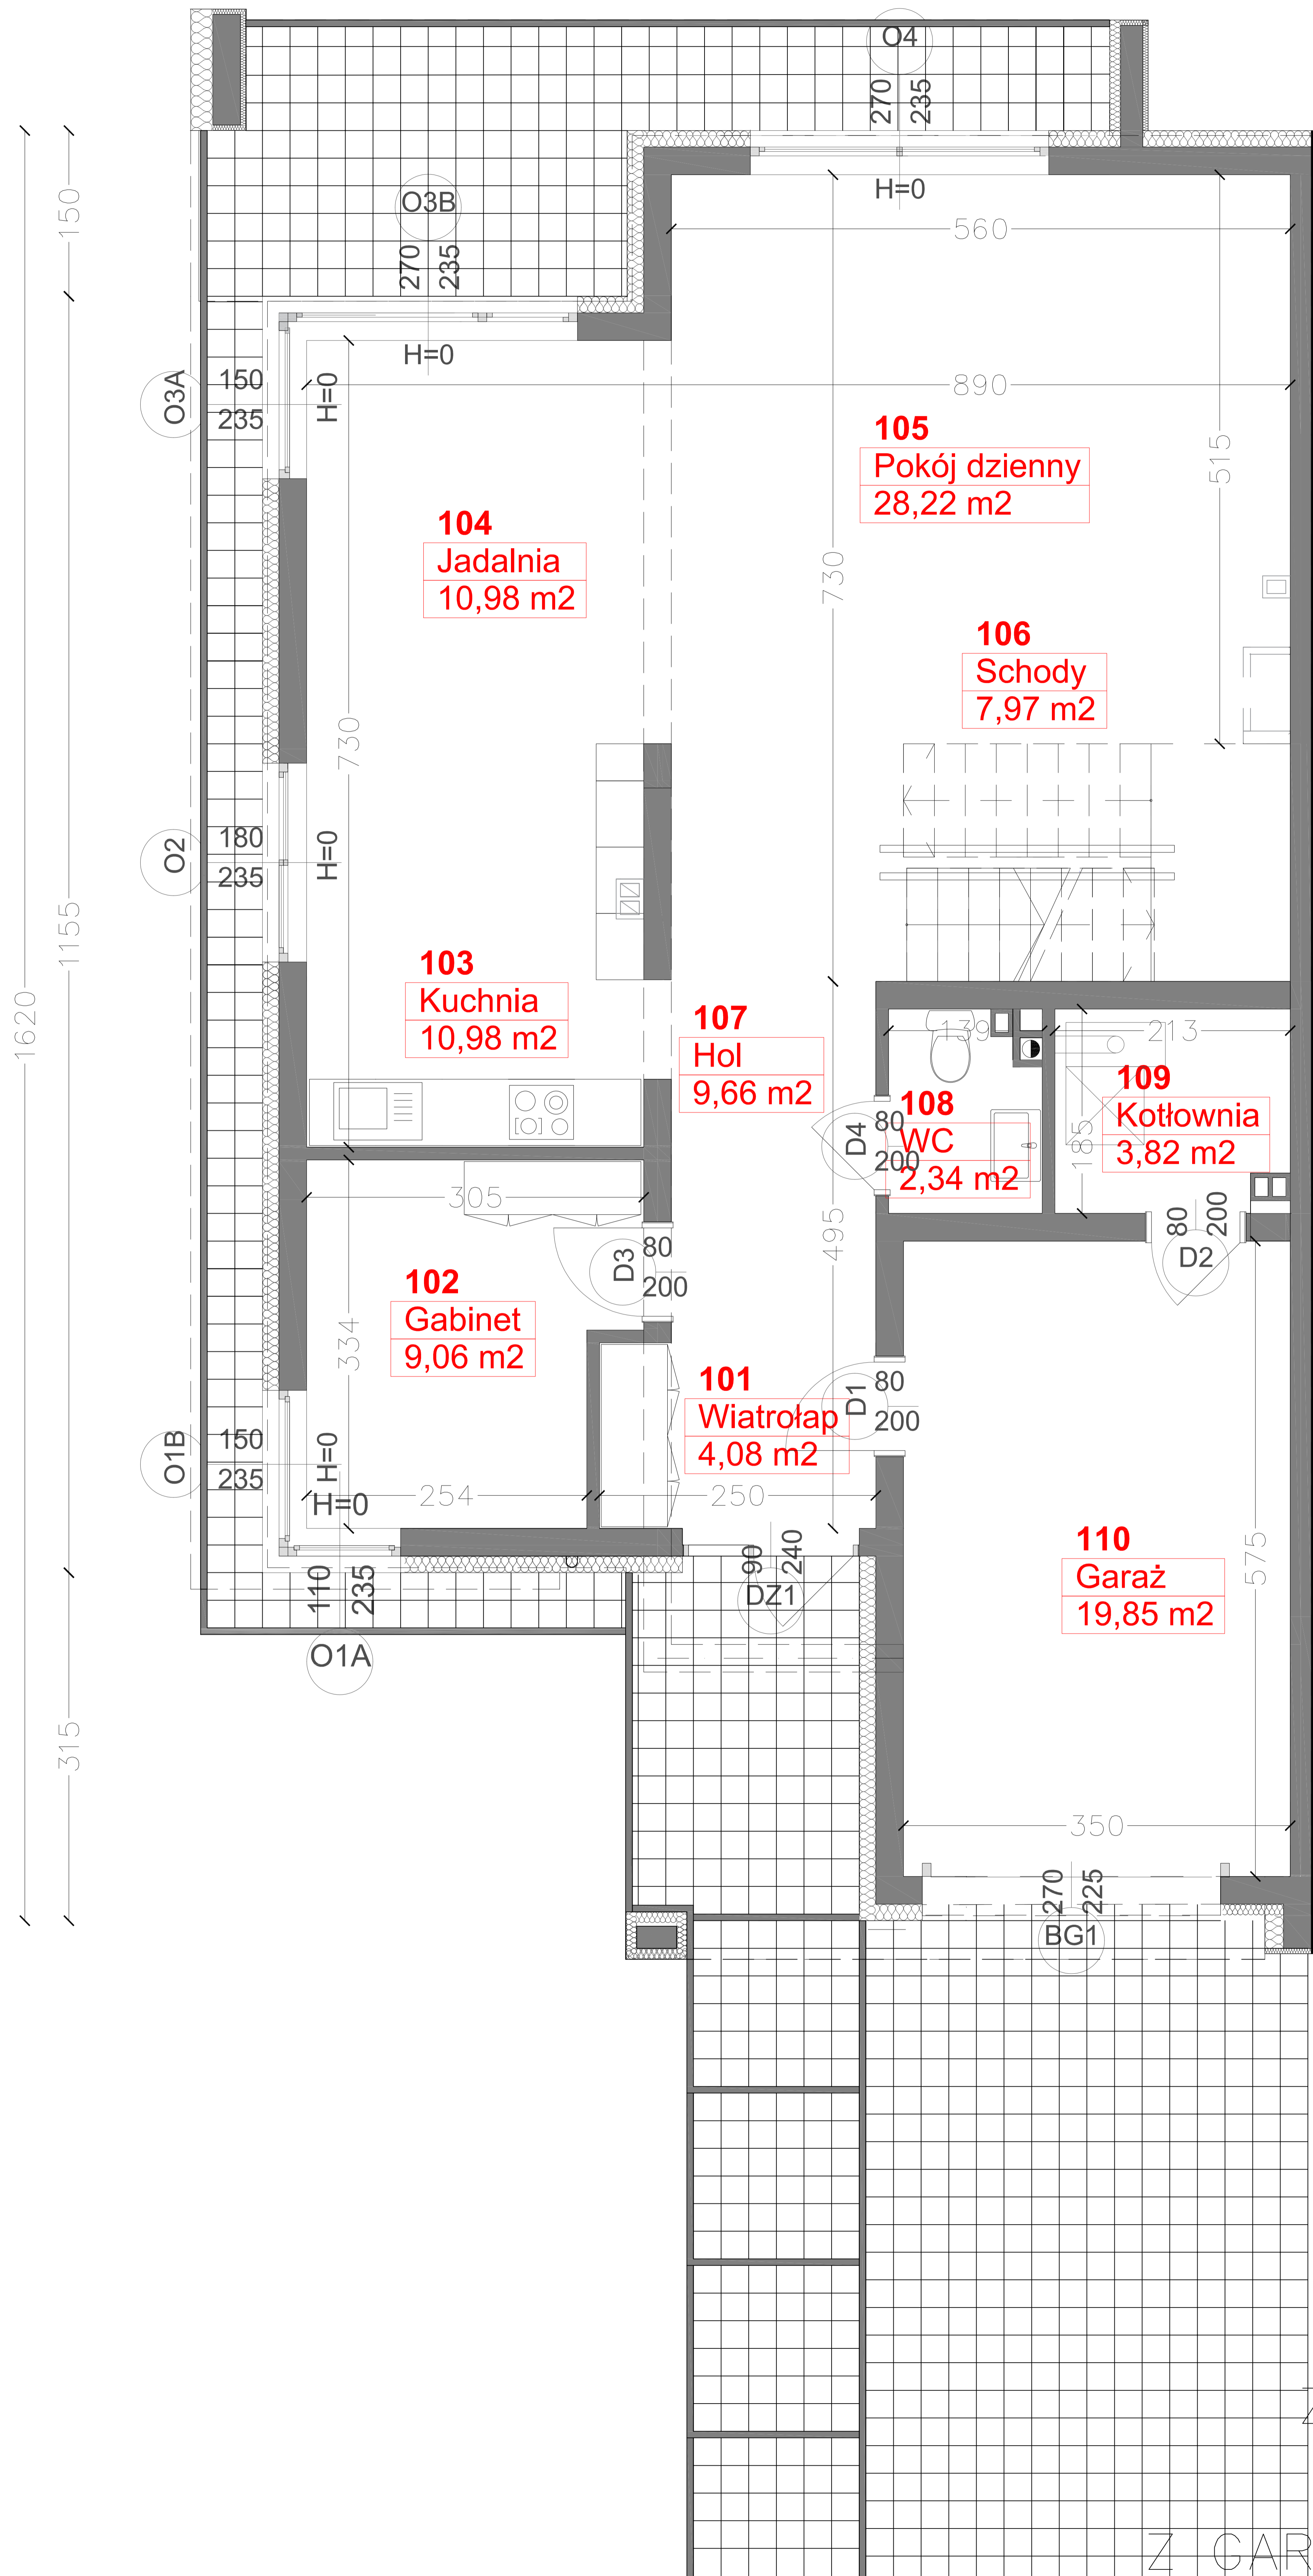 O4
270
235
H=0
150
O3B
270
235
560
H=0
O3A
150
235
H=0
890
515
105
Pokój dzienny
28,22 m2
104
Jadalnia
10,98 m2
730
106
Schody
7,97 m2
730
O2
180
235
H=0
1155
1620
103
Kuchnia
10,98 m2
107
Hol
9,66 m2
139
213
108
WC
2,34 m2
D4
80
200
185
109
Kotłownia
3,82 m2
305
495
80
200
D2
D3
80
200
102
Gabinet
9,06 m2
334
101
Wiatrołap
4,08 m2
D1
80
200
O1B
150
235
H=0
H=0
254
250
110
Garaż
19,85 m2
575
90
240
DZ1
110
235
O1A
315
350
270
225
BG1
Z GAR